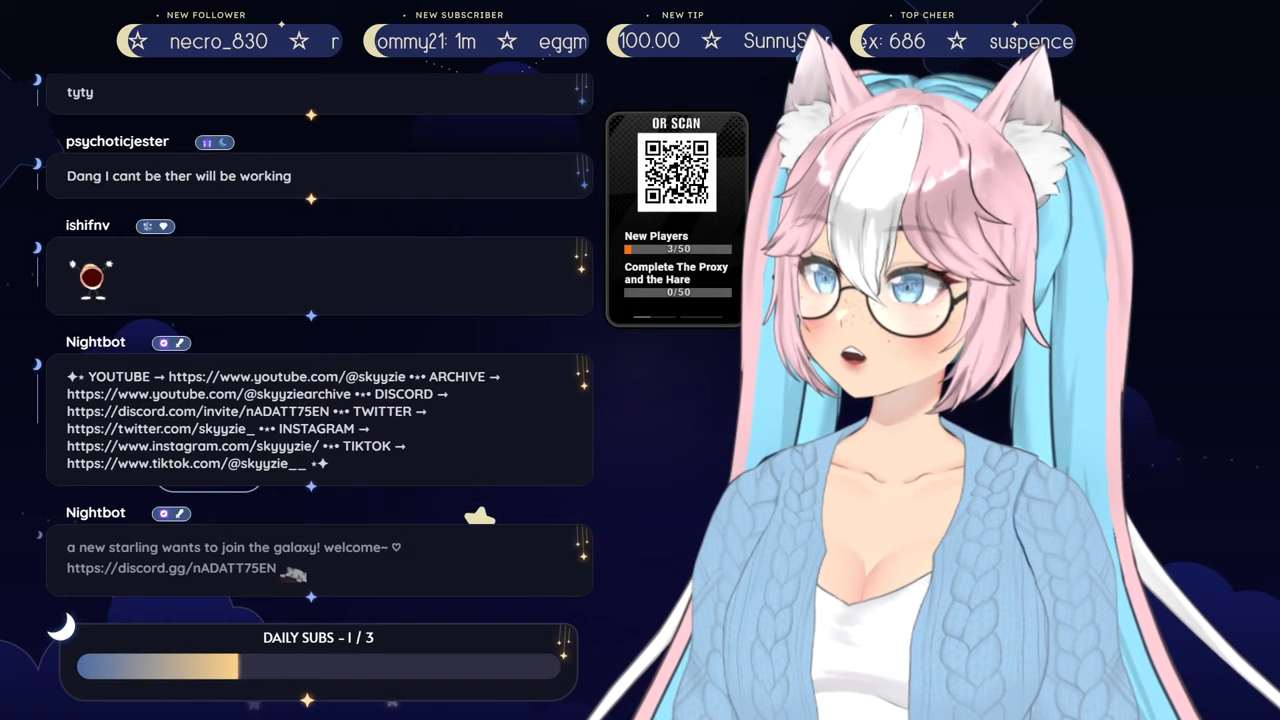 NEW FOLLOWER
NEW SUBSCRIBER
NEW TIP
TOP CHEER
necro_830 ☆ r
ommy21: 1m ☆ eggm
100.00 ☆ SunnyS
ex: 686 ☆ suspence
tyty
psychoticjester
Dang I cant be ther will be working
ishifnv
Nightbot
✦⋆ YOUTUBE → https://www.youtube.com/@skyyzie •⋆• ARCHIVE →
https://www.youtube.com/@skyyziearchive •⋆• DISCORD →
https://discord.com/invite/nADATT75EN •⋆• TWITTER →
https://twitter.com/skyyzie_ •⋆• INSTAGRAM →
https://www.instagram.com/skyyyzie/ •⋆• TIKTOK →
https://www.tiktok.com/@skyyzie__ ⋆✦
Nightbot
a new starling wants to join the galaxy! welcome~ ♡
https://discord.gg/nADATT75EN
DAILY SUBS - 1 / 3
OR SCAN
New Players
3/50
Complete The Proxy
and the Hare
0/50